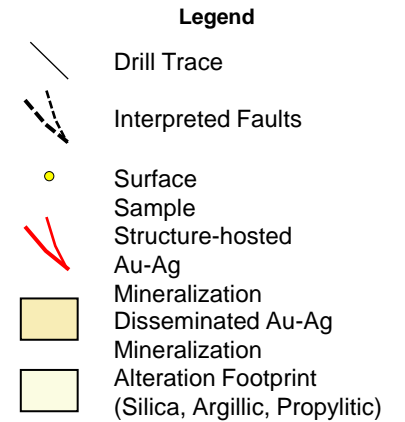 Legend
Drill Trace
Interpreted Faults
Surface
Sample
Structure-hosted
Au-Ag
Mineralization
Disseminated Au-Ag
Mineralization
Alteration Footprint
(Silica, Argillic, Propylitic)